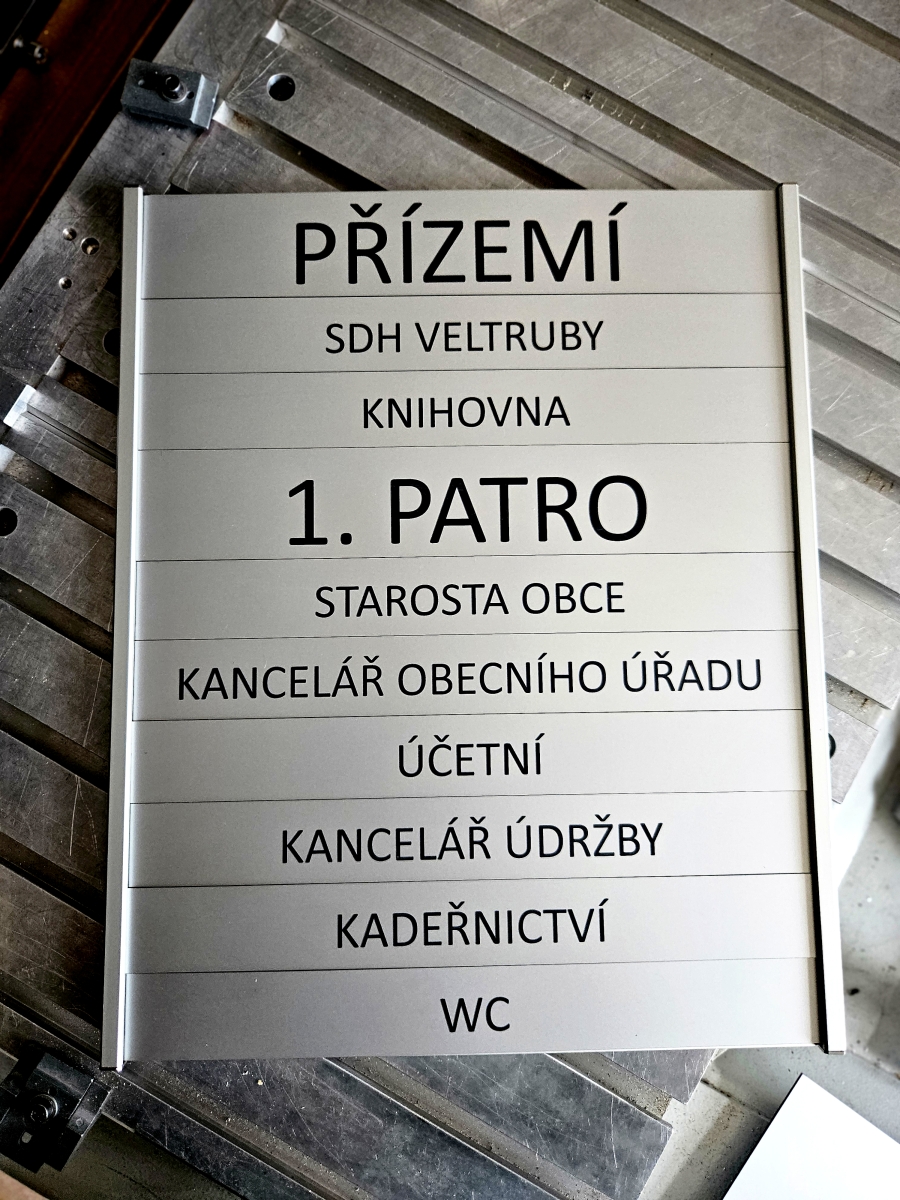 PŘÍZEMÍ
SDH VELTRUBY
KNIHOVNA
1. PATRO
STAROSTA OBCE
KANCELÁŘ OBECNÍHO ÚŘADU
ÚČETNÍ
KANCELÁŘ ÚDRŽBY
KADEŘNICTVÍ
WC